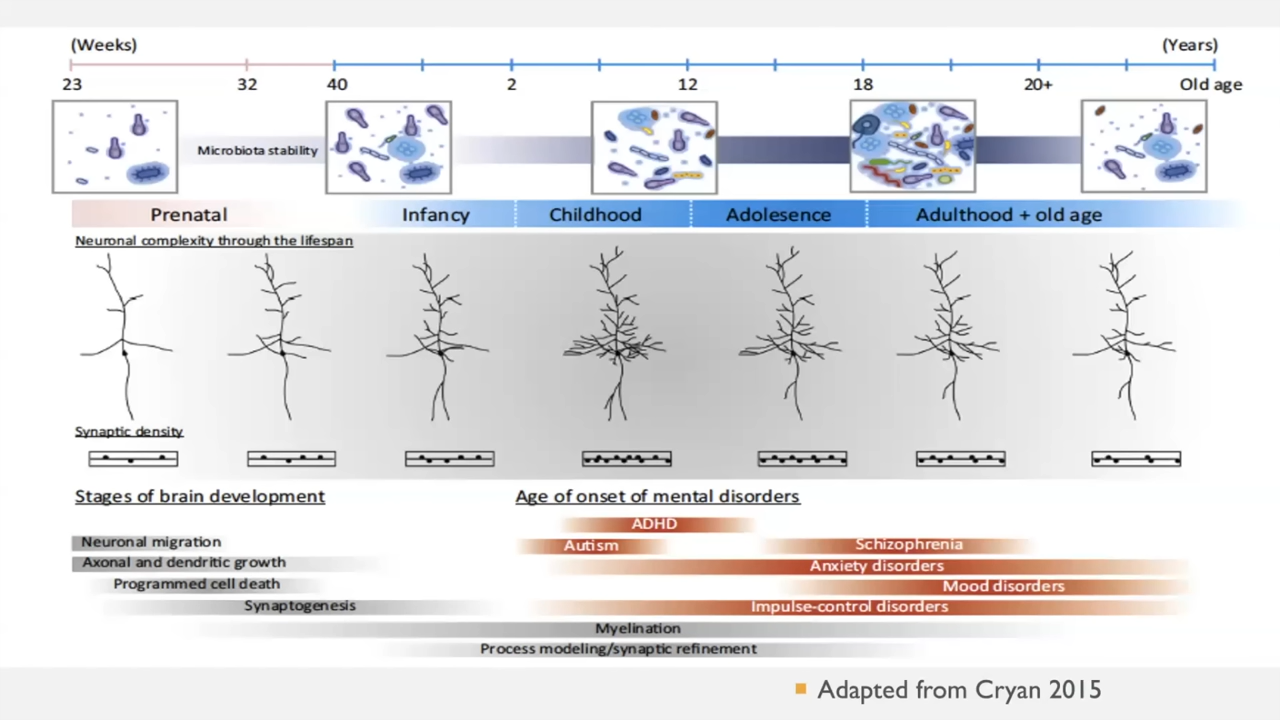 (Weeks) (Years)
23 32 40 2 12 18 20+ Old age
Microbiota stability
Prenatal Infancy Childhood Adolesence Adulthood + old age
Neuronal complexity through the lifespan
Synaptic density
Stages of brain development
Age of onset of mental disorders
ADHD
Neuronal migration
Autism
Schizophrenia
Axonal and dendritic growth
Anxiety disorders
Programmed cell death
Mood disorders
Synaptogenesis
Impulse-control disorders
Myelination
Process modeling/synaptic refinement
Adapted from Cryan 2015